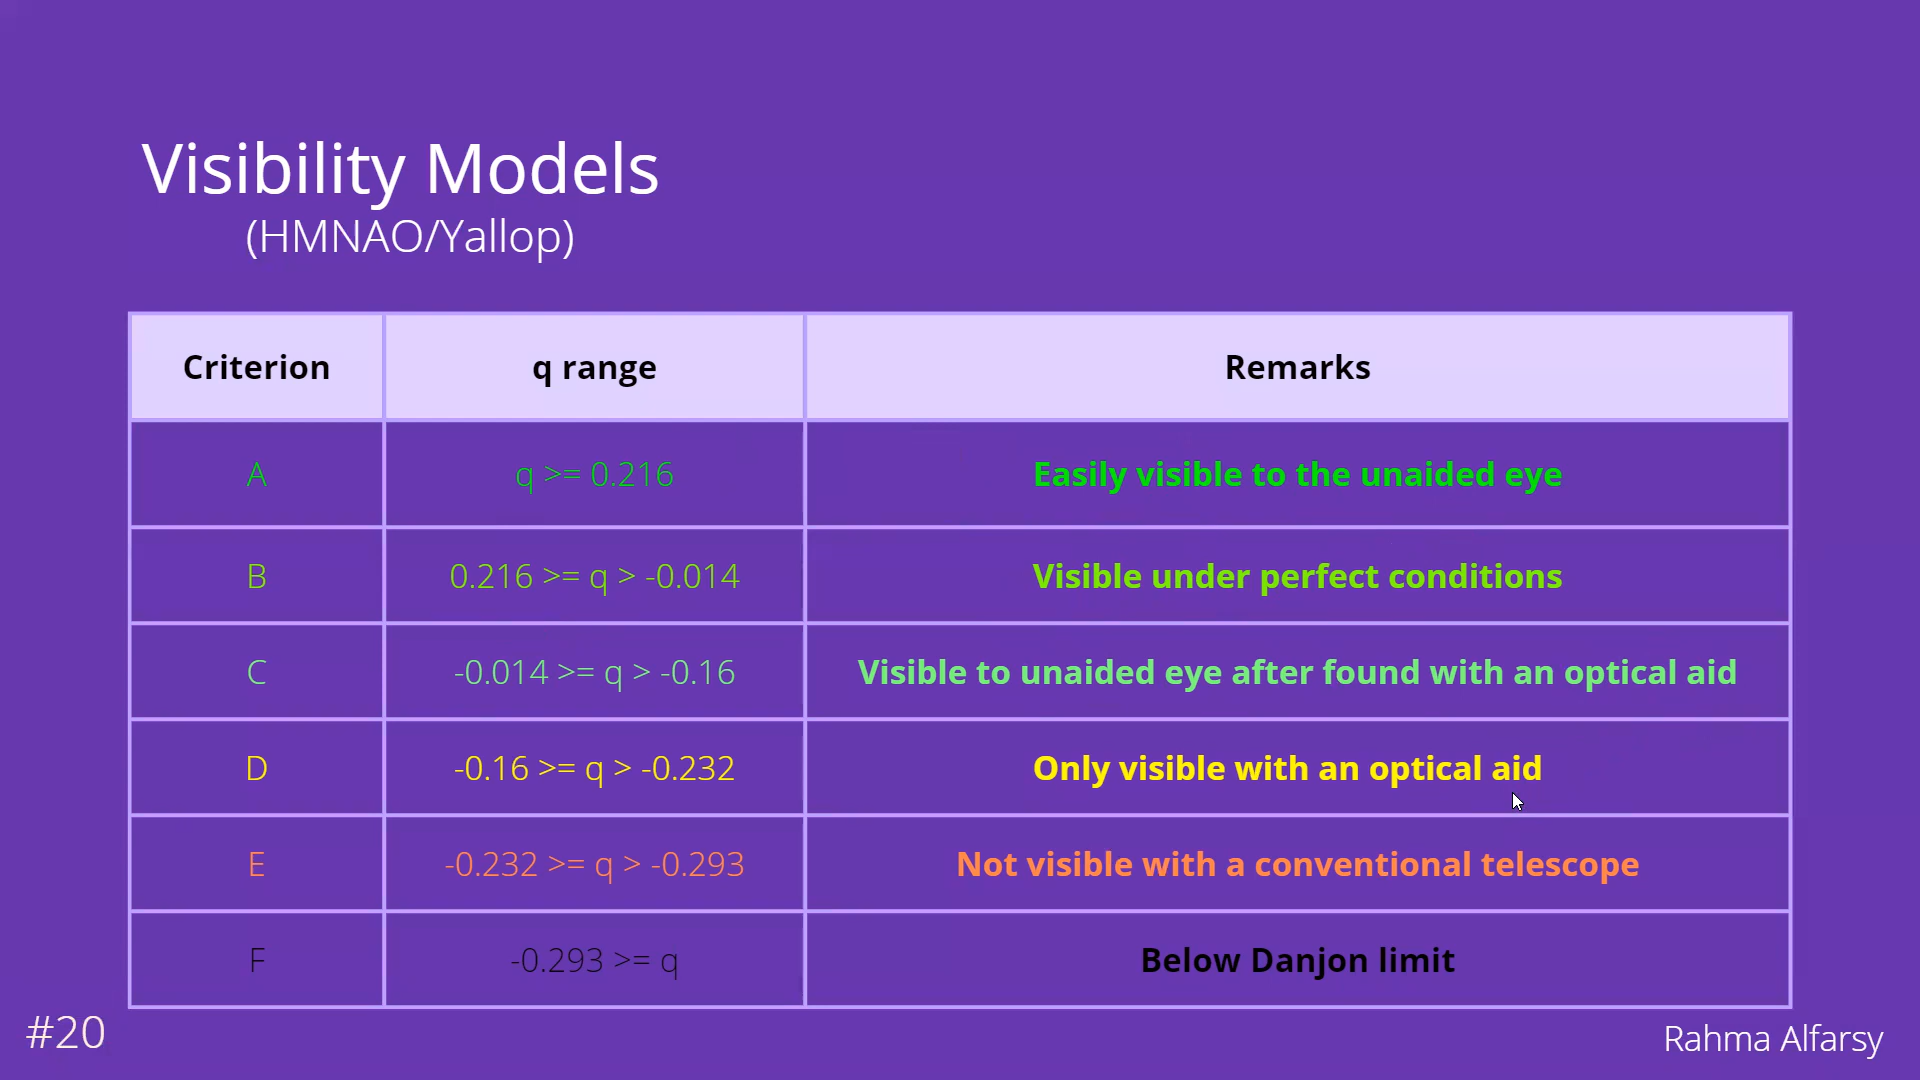 Visibility Models
(HMNAO/Yallop)
Criterion q range Remarks
A q >= 0.216 Easily visible to the unaided eye
B 0.216 >= q > -0.014 Visible under perfect conditions
C -0.014 >= q > -0.16 Visible to unaided eye after found with an optical aid
D -0.16 >= q > -0.232 Only visible with an optical aid
E -0.232 >= q > -0.293 Not visible with a conventional telescope
F -0.293 >= q Below Danjon limit
#20
Rahma Alfarsy